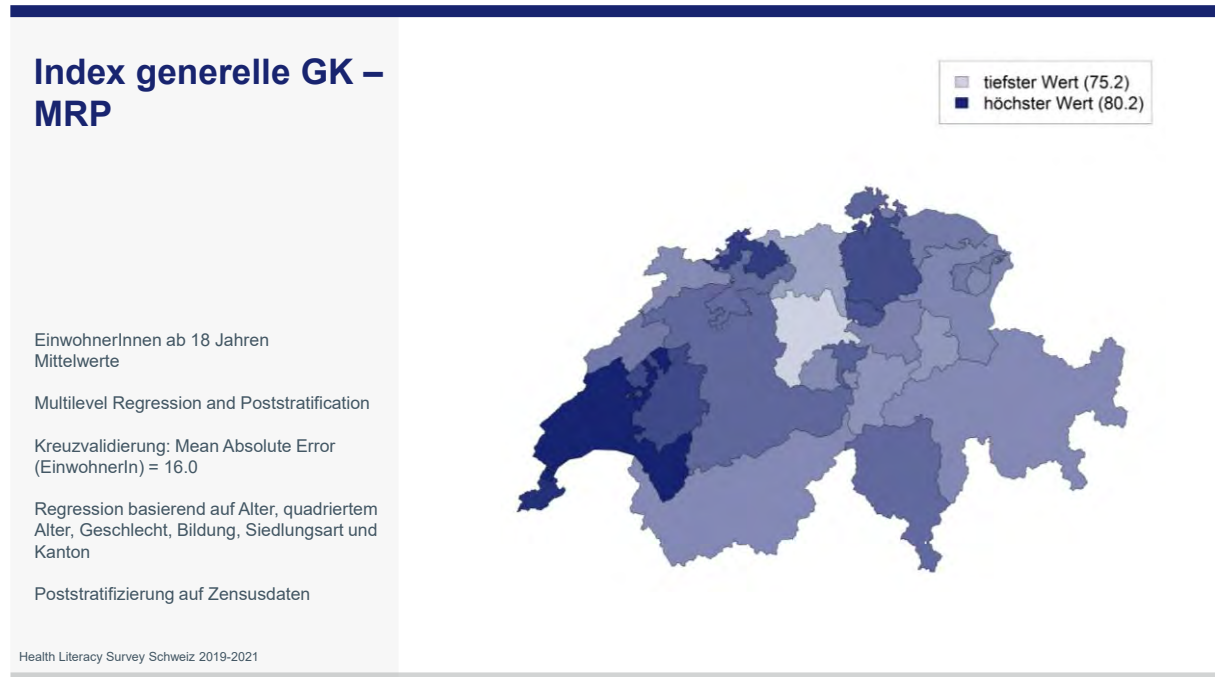 Index generelle GK –
MRP
tiefster Wert (75.2)
höchster Wert (80.2)
EinwohnerInnen ab 18 Jahren
Mittelwerte
Multilevel Regression and Poststratification
Kreuzvalidierung: Mean Absolute Error
(EinwohnerIn) = 16.0
Regression basierend auf Alter, quadriertem
Alter, Geschlecht, Bildung, Siedlungsart und
Kanton
Poststratifizierung auf Zensusdaten
Health Literacy Survey Schweiz 2019-2021